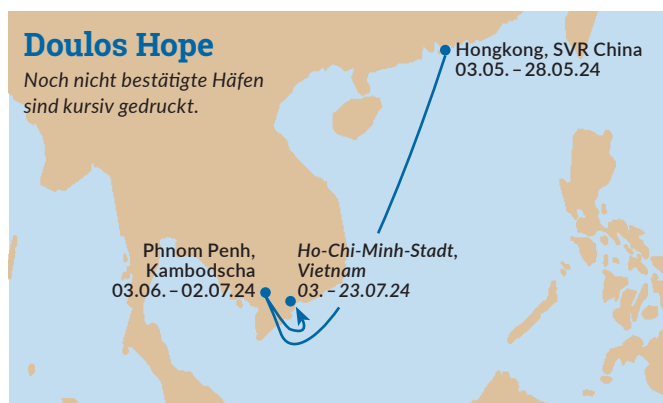 Doulos Hope
Noch nicht bestätigte Häfen
sind kursiv gedruckt.
Hongkong, SVR China
03.05. – 28.05.24
Phnom Penh,
Kambodscha
03.06. – 02.07.24
Ho-Chi-Minh-Stadt,
Vietnam
03. – 23.07.24